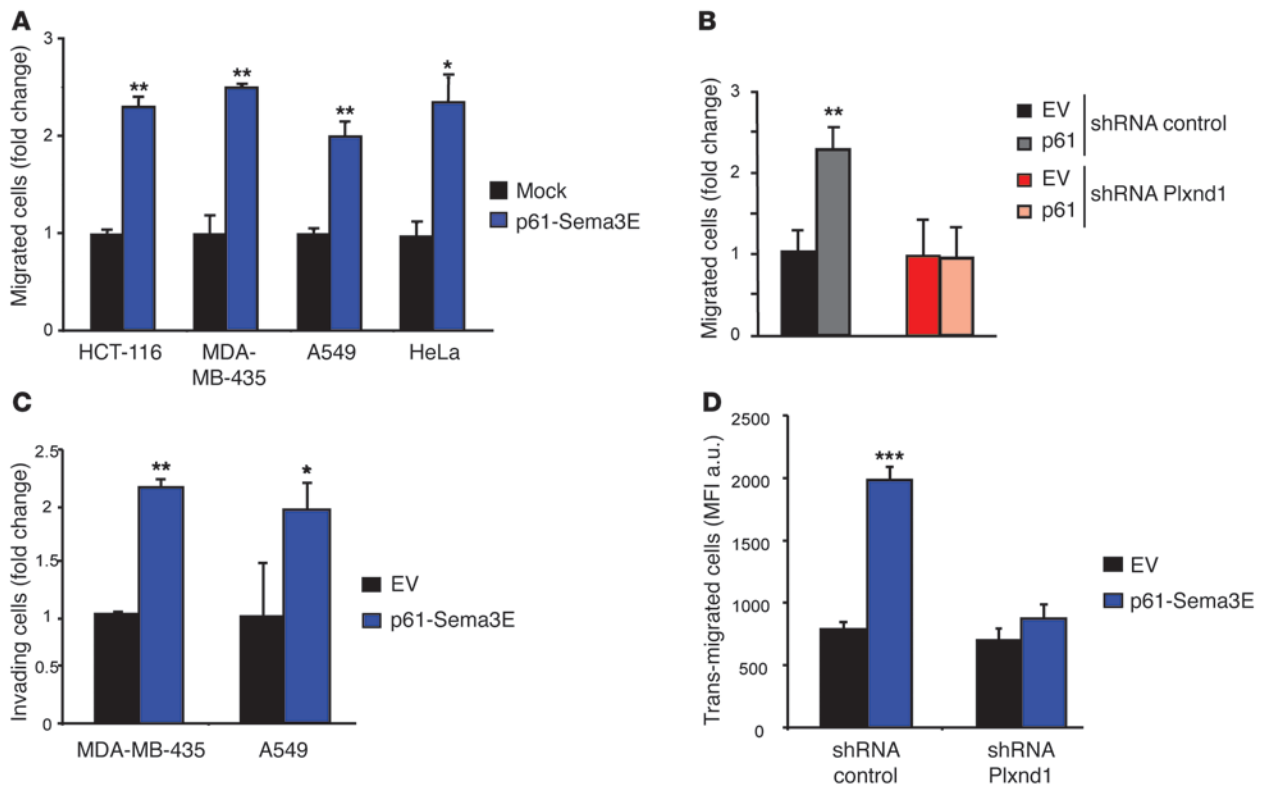 A
Migrated cells (fold change)
3
2
1
0
**
**
**
*
HCT-116
MDA-
MB-435
A549
HeLa
Mock
p61-Sema3E
B
Migrated cells (fold change)
3
2
1
0
**
EV
p61
shRNA control
EV
p61
shRNA Plxnd1
C
Invading cells (fold change)
2.5
2
1.5
1
0.5
0
**
*
MDA-MB-435
A549
EV
p61-Sema3E
D
Trans-migrated cells (MFI a.u.)
2500
2000
1500
1000
500
0
***
shRNA
control
shRNA
Plxnd1
EV
p61-Sema3E